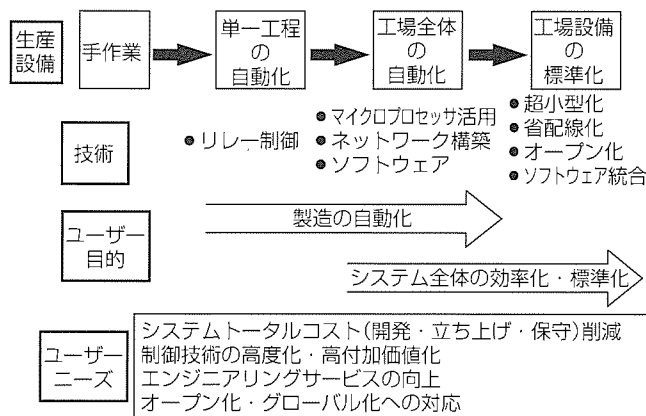 生産
設備
手作業
単一工程
の
自動化
工場全体
の
自動化
工場設備
の
標準化
技術
●リレー制御
●マイクロプロセッサ活用
●ネットワーク構築
●ソフトウェア
●超小型化
●省配線化
●オープン化
●ソフトウェア統合
ユーザー
目的
製造の自動化
システム全体の効率化・標準化
ユーザー
ニーズ
システムトータルコスト(開発・立ち上げ・保守)削減
制御技術の高度化・高付加価値化
エンジニアリングサービスの向上
オープン化・グローバル化への対応